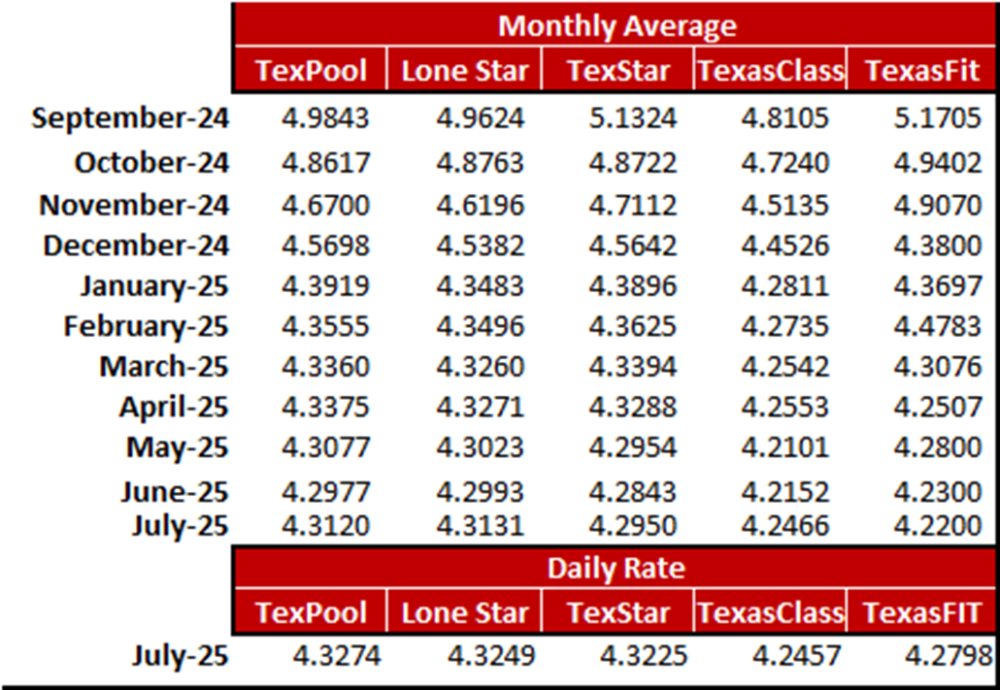 Monthly Average
TexPool Lone Star TexStar TexasClass TexasFit
September-24 4.9843 4.9624 5.1324 4.8105 5.1705
October-24 4.8617 4.8763 4.8722 4.7240 4.9402
November-24 4.6700 4.6196 4.7112 4.5135 4.9070
December-24 4.5698 4.5382 4.5642 4.4526 4.3800
January-25 4.3919 4.3483 4.3896 4.2811 4.3697
February-25 4.3555 4.3496 4.3625 4.2735 4.4783
March-25 4.3360 4.3260 4.3394 4.2542 4.3076
April-25 4.3375 4.3271 4.3288 4.2553 4.2507
May-25 4.3077 4.3023 4.2954 4.2101 4.2800
June-25 4.2977 4.2993 4.2843 4.2152 4.2300
July-25 4.3120 4.3131 4.2950 4.2466 4.2200
Daily Rate
TexPool Lone Star TexStar TexasClass TexasFIT
July-25 4.3274 4.3249 4.3225 4.2457 4.2798